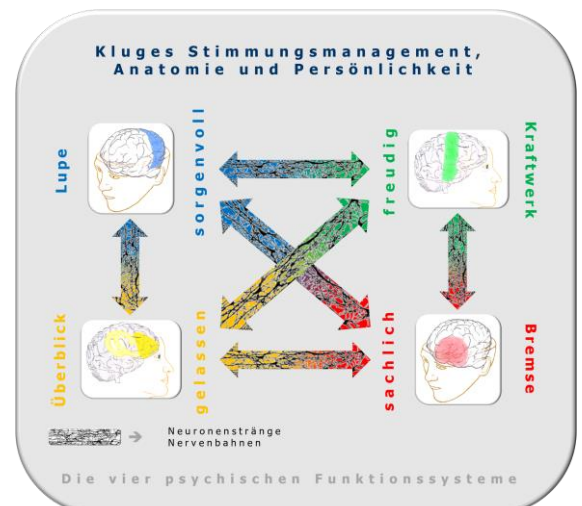 Kluges Stimmungsmanagement,
Anatomie und Persönlichkeit
Lupe
sorgenvoll
freudig
Kraftwerk
Überblick
gelassen
sachlich
Bremse
Neuronenstränge
Nervenbahnen
Die vier psychischen Funktionssysteme